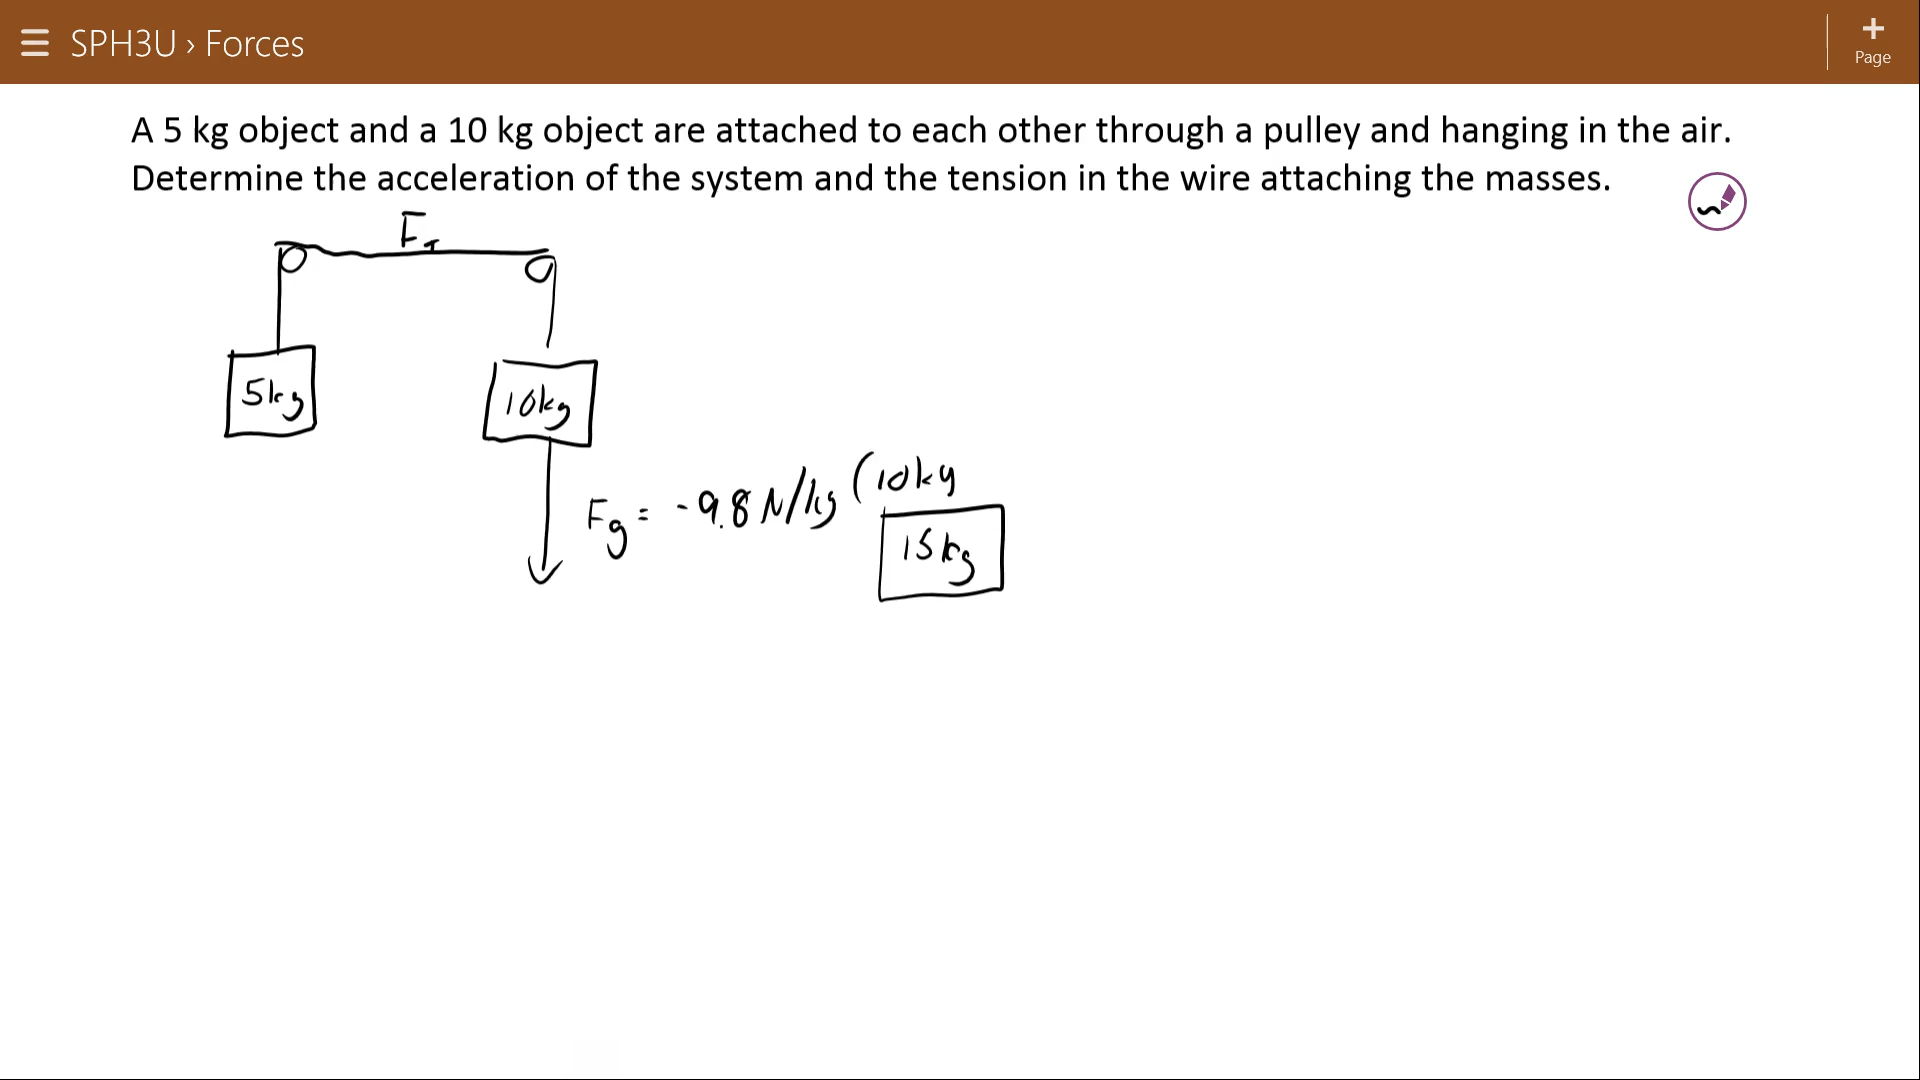 SPH3U › Forces
+
Page
A 5 kg object and a 10 kg object are attached to each other through a pulley and hanging in the air.
Determine the acceleration of the system and the tension in the wire attaching the masses.
F_T
5kg
10kg
Fg = -9.8 N/kg (10kg
15kg